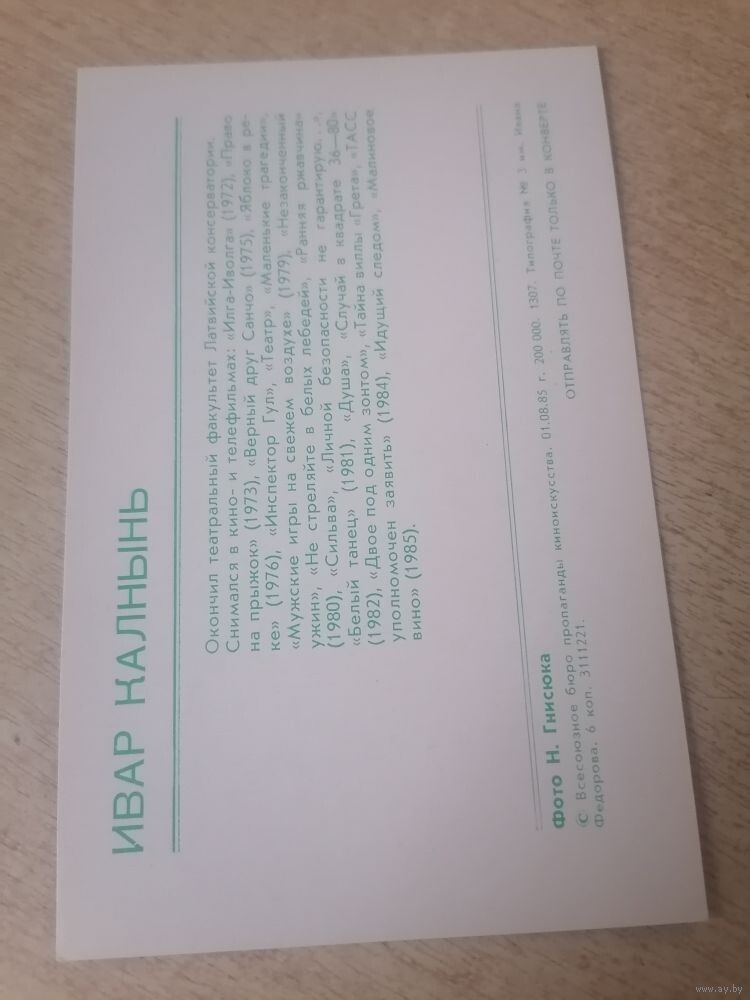 ИВАР КАЛНЫНЬ
Окончил театральный факультет Латвийской консерватории.
Снимался в кино- и телефильмах: «Илга-Иволга» (1972), «Право
на прыжок» (1973), «Верный друг Санчо» (1975), «Яблоко в ре-
ке» (1976), «Инспектор Гул», «Театр», «Маленькие трагедии»,
«Мужские игры на свежем воздухе» (1979), «Незаконченный
ужин», «Не стреляйте в белых лебедей», «Ранняя ржавчина»
(1980), «Сильва», «Личной безопасности не гарантирую...»,
«Белый танец» (1981), «Душа», «Случай в квадрате 36—80»
(1982), «Двое под одним зонтом», «Тайна виллы «Грета», «ТАСС
уполномочен заявить» (1984), «Идущий следом», «Малиновое
вино» (1985).
Фото Н. Гнисюка
© Всесоюзное бюро пропаганды киноискусства. 01.08.85 г. 200 000. 1307. Типография № 3 им. Ивана
Федорова. 6 коп. 3111221.
ОТПРАВЛЯТЬ ПО ПОЧТЕ ТОЛЬКО В КОНВЕРТЕ
www.ay.by